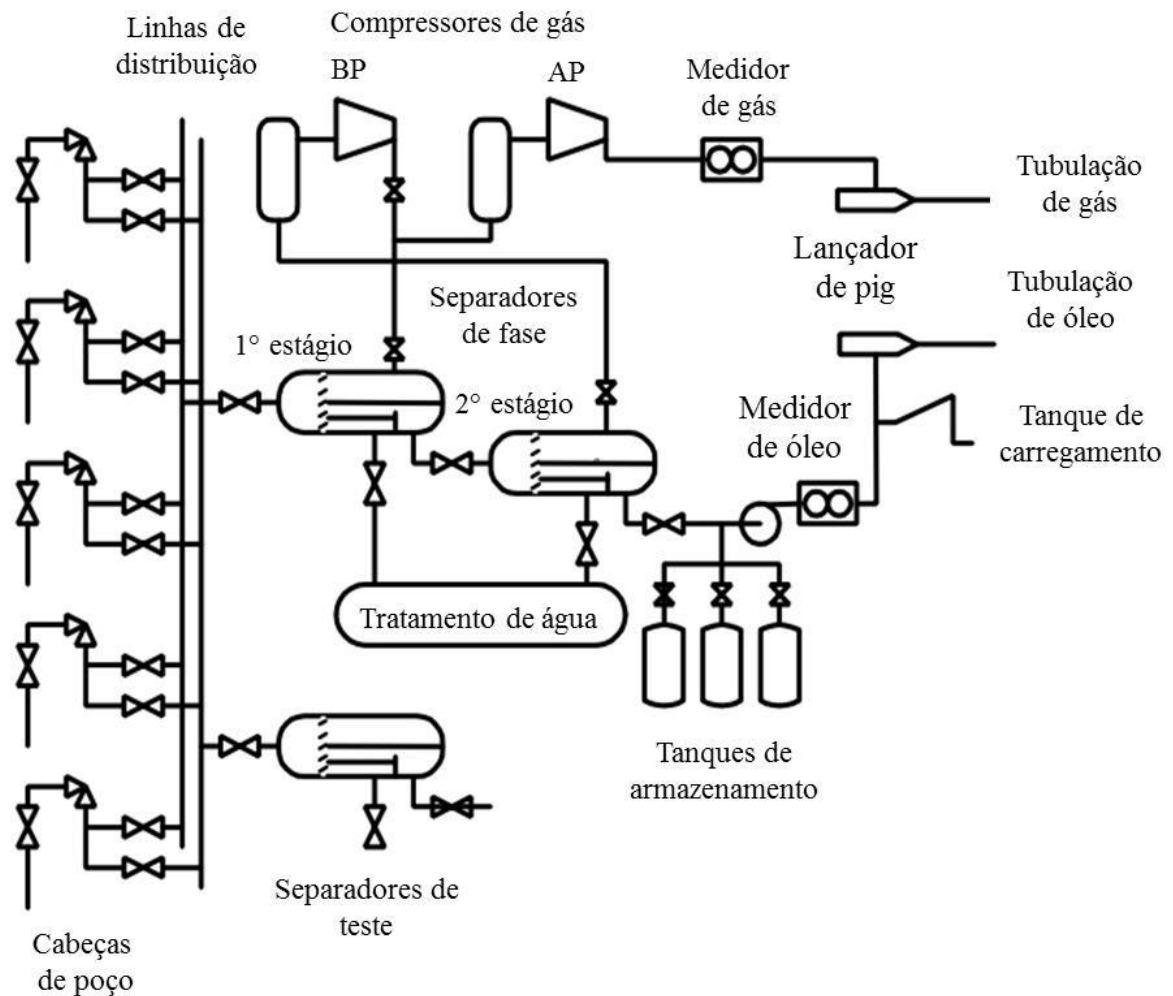 Linhas de
distribuição
Compressores de gás
BP
AP
Medidor
de gás
Tubulação
de gás
Lançador
de pig
Tubulação
de óleo
Separadores
de fase
1° estágio
2° estágio
Medidor
de óleo
Tanque de
carregamento
Tratamento de água
Tanques de
armazenamento
Separadores de
teste
Cabeças
de poço